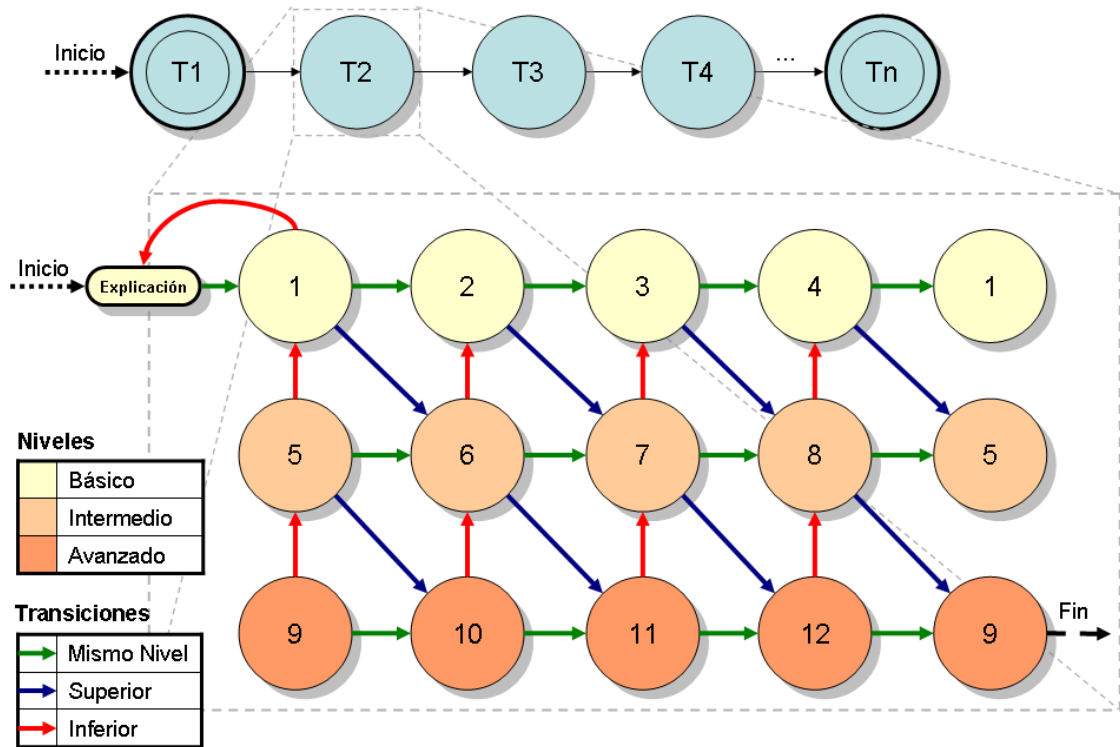 Inicio
T1
T2
T3
T4
...
Tn
Inicio
Explicación
1
2
3
4
1
5
6
7
8
5
9
10
11
12
9
Fin
Niveles
Básico
Intermedio
Avanzado
Transiciones
Mismo Nivel
Superior
Inferior